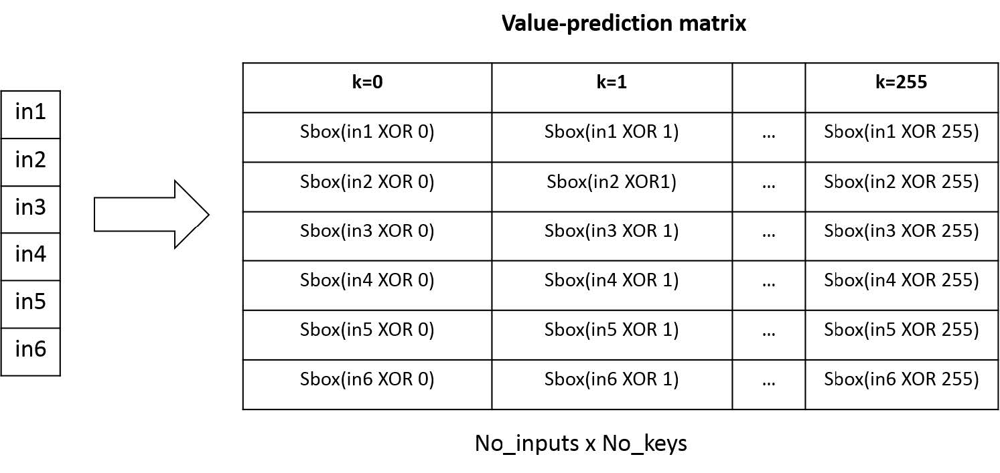 Value-prediction matrix
k=0 k=1 k=255
in1
Sbox(in1 XOR 0) Sbox(in1 XOR 1) ... Sbox(in1 XOR 255)
in2
Sbox(in2 XOR 0) Sbox(in2 XOR1) ... Sbox(in2 XOR 255)
in3
Sbox(in3 XOR 0) Sbox(in3 XOR 1) ... Sbox(in3 XOR 255)
in4
Sbox(in4 XOR 0) Sbox(in4 XOR 1) ... Sbox(in4 XOR 255)
in5
Sbox(in5 XOR 0) Sbox(in5 XOR 1) ... Sbox(in5 XOR 255)
in6
Sbox(in6 XOR 0) Sbox(in6 XOR 1) ... Sbox(in6 XOR 255)
No_inputs x No_keys